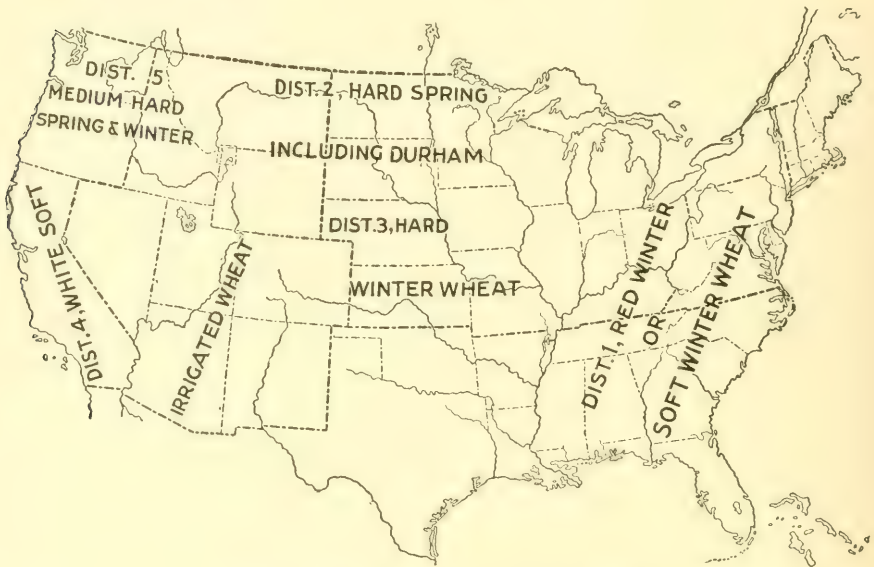 DIST. 5
MEDIUM HARD
SPRING & WINTER
DIST. 2, HARD SPRING
INCLUDING DURHAM
DIST. 3, HARD
WINTER WHEAT
DIST. 4, WHITE SOFT
IRRIGATED WHEAT
DIST. 1, RED WINTER
OR
SOFT WINTER WHEAT